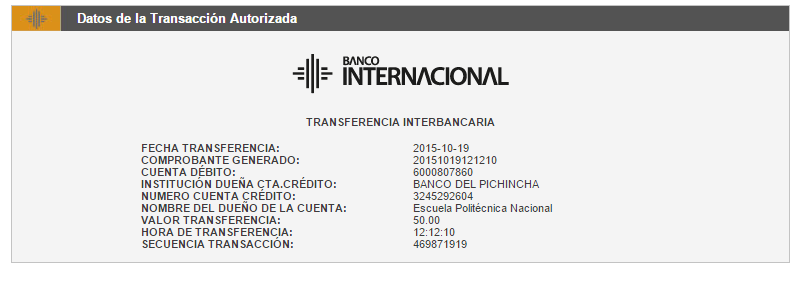 Datos de la Transacción Autorizada
BANCO
INTERNACIONAL
TRANSFERENCIA INTERBANCARIA
FECHA TRANSFERENCIA: 2015-10-19
COMPROBANTE GENERADO: 20151019121210
CUENTA DÉBITO: 6000807860
INSTITUCIÓN DUEÑA CTA.CRÉDITO: BANCO DEL PICHINCHA
NUMERO CUENTA CRÉDITO: 3245292604
NOMBRE DEL DUEÑO DE LA CUENTA: Escuela Politécnica Nacional
VALOR TRANSFERENCIA: 50.00
HORA DE TRANSFERENCIA: 12:12:10
SECUENCIA TRANSACCIÓN: 469871919